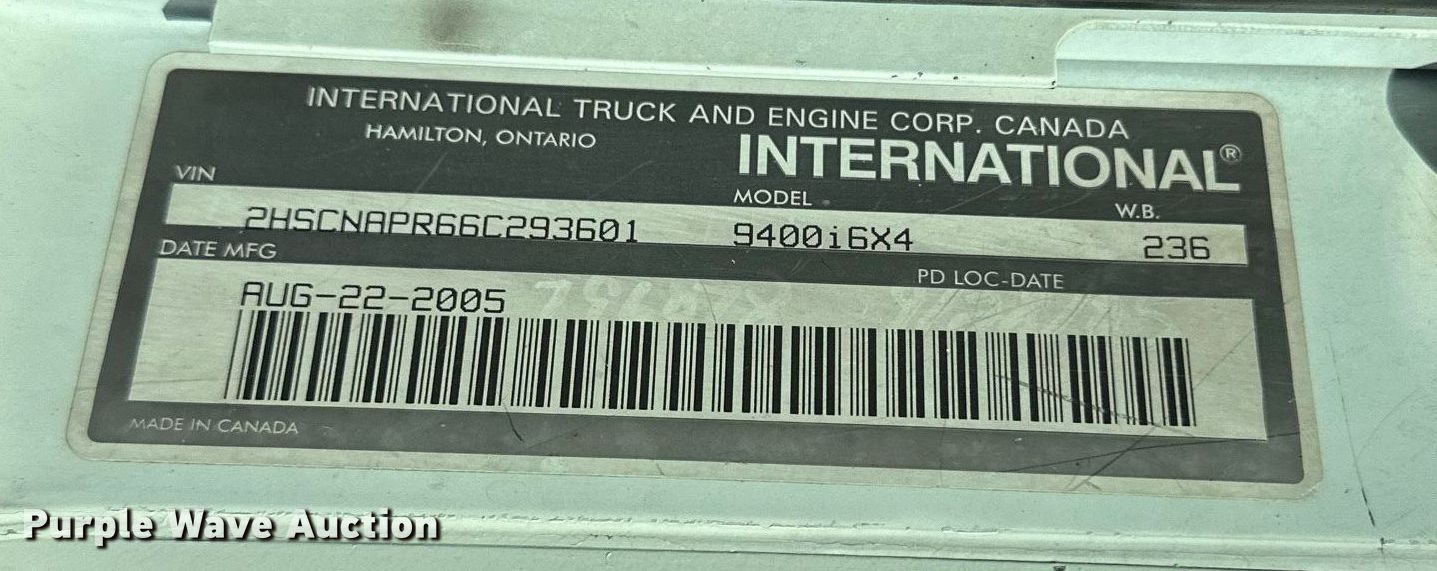 INTERNATIONAL TRUCK AND ENGINE CORP. CANADA
HAMILTON, ONTARIO
INTERNATIONAL®
VIN
MODEL
W.B.
2HSCNAPR66C293601
9400i6X4
236
DATE MFG
PD LOC-DATE
AUG-22-2005
MADE IN CANADA
Purple Wave Auction